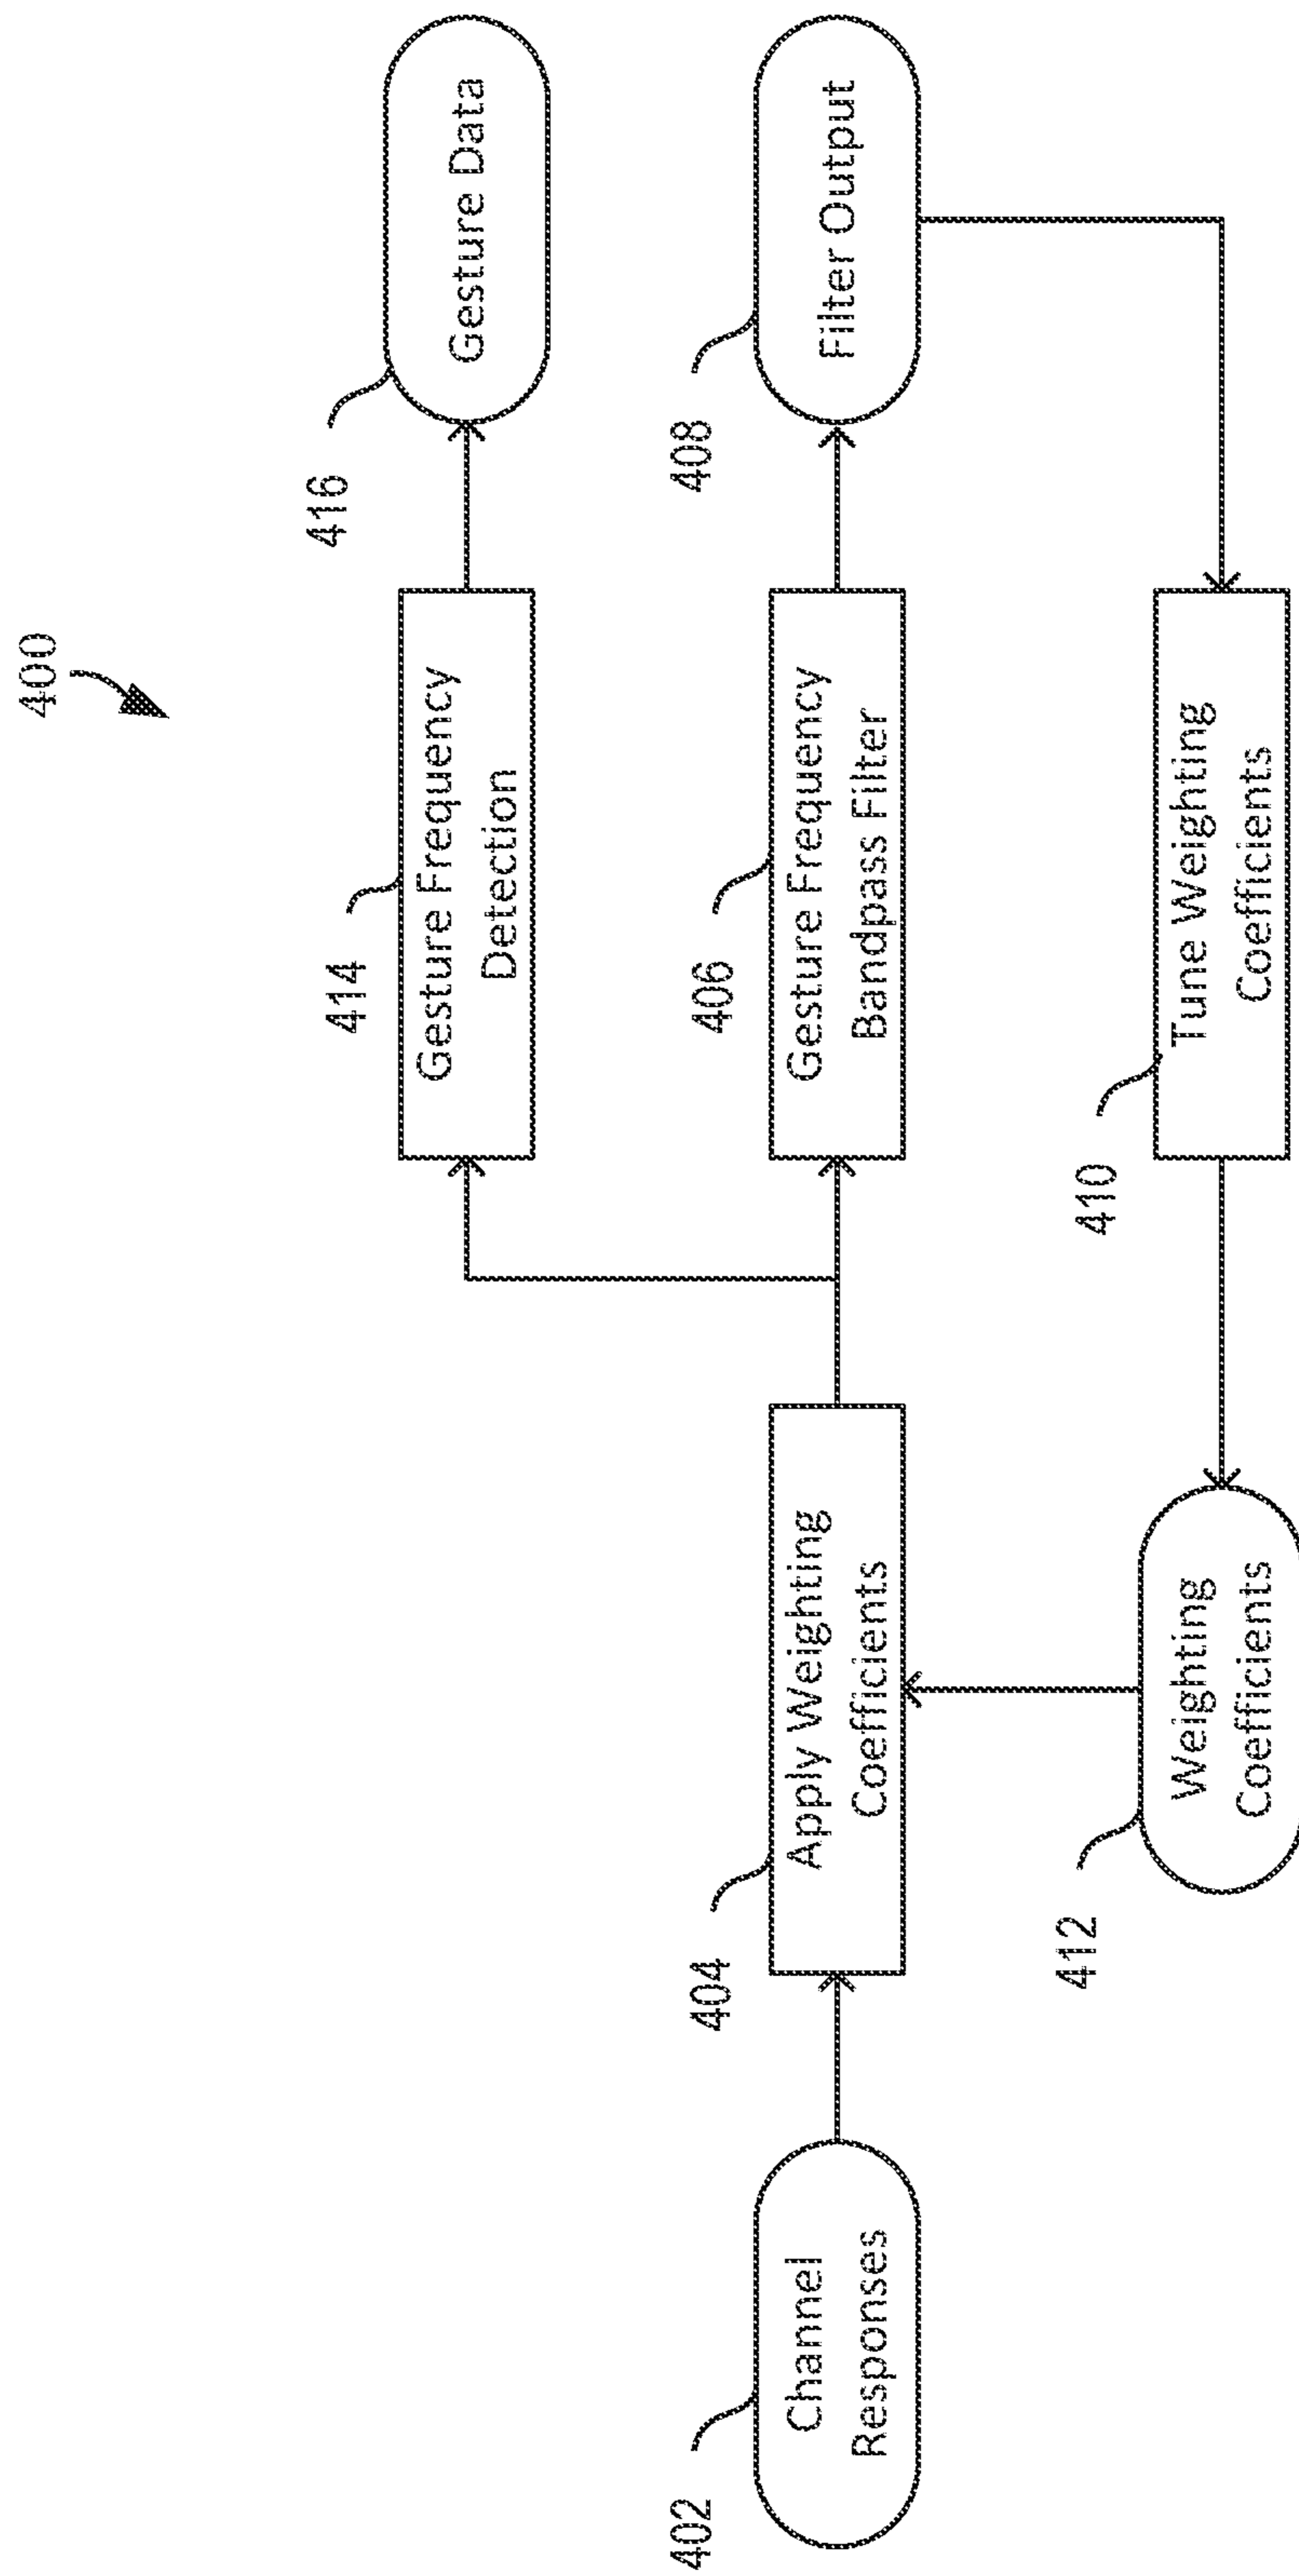 400
416
Gesture Data
414
Gesture Frequency
Detection
408
Filter Output
406
Gesture Frequency
Bandpass Filter
404
Apply Weighting
Coefficients
402
Channel
Responses
410
Tune Weighting
Coefficients
412
Weighting
Coefficients